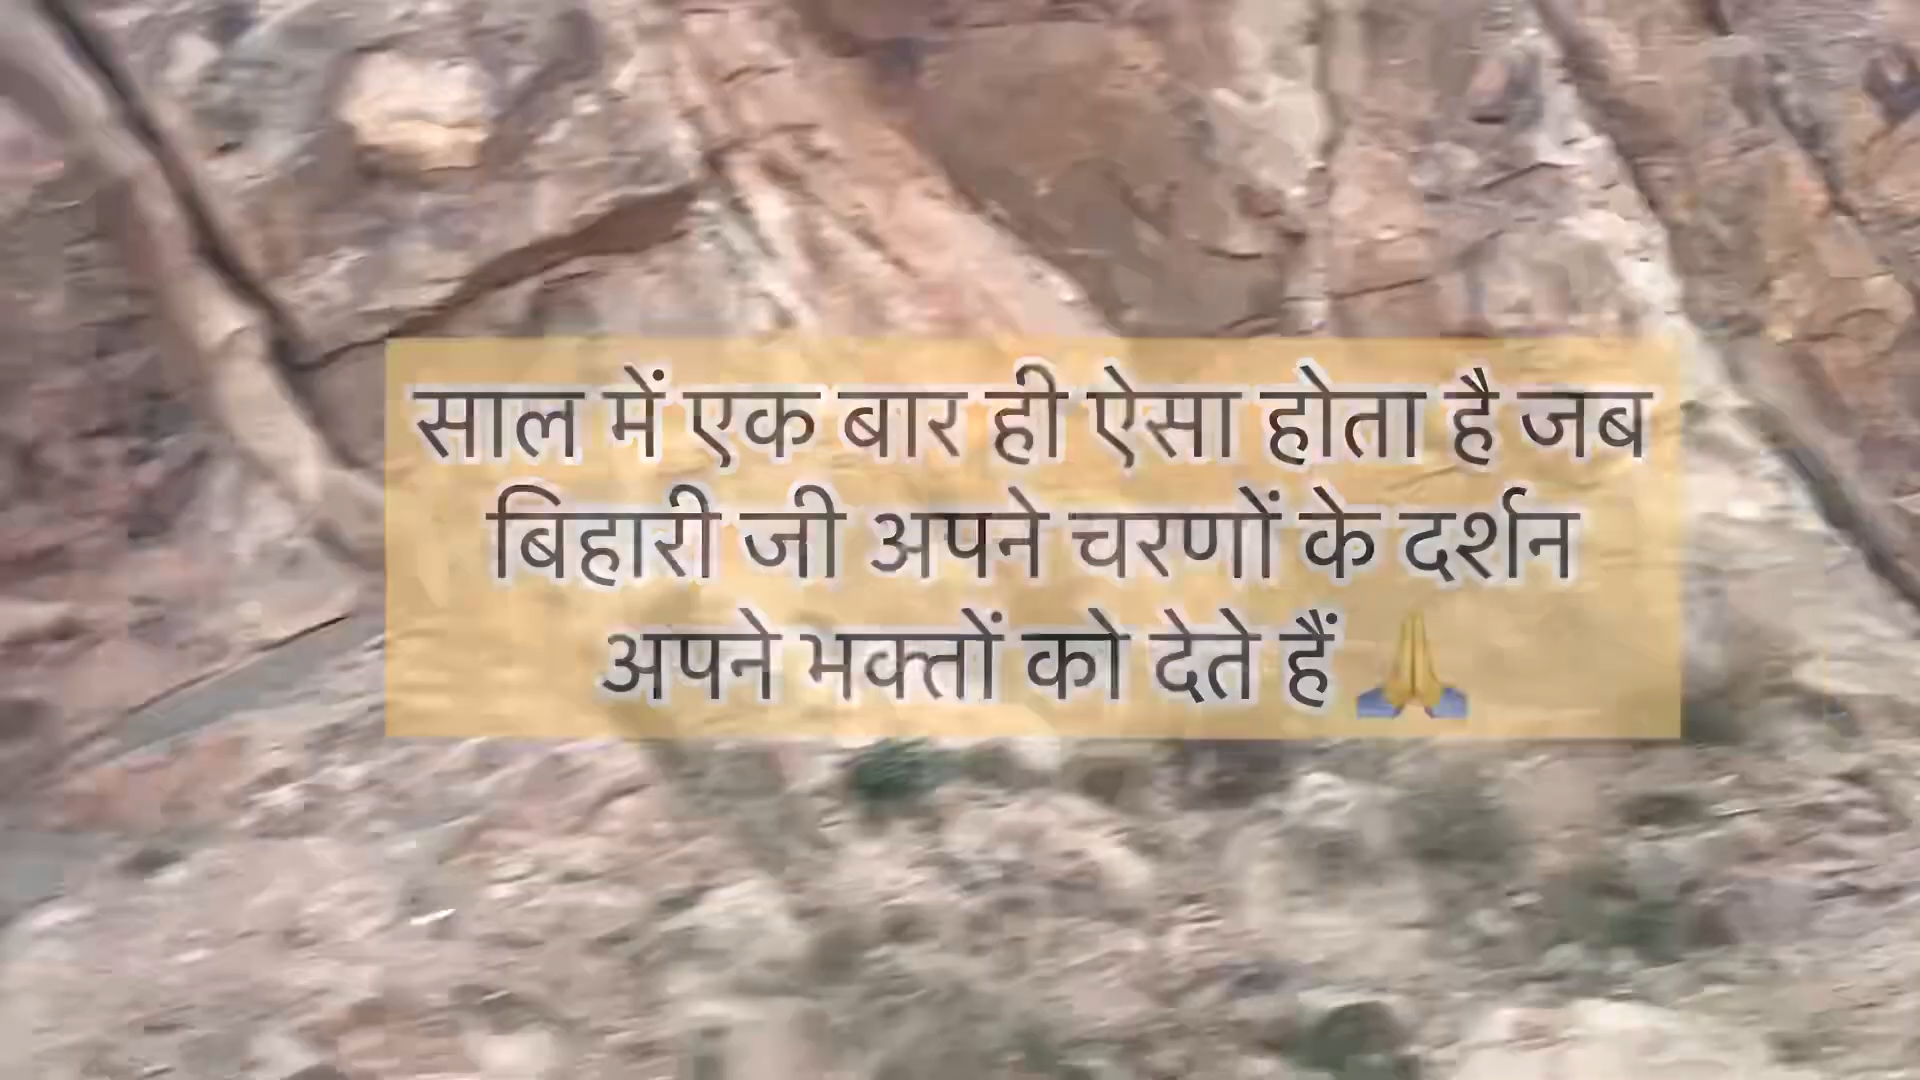 साल में एक बार ही ऐसा होता है जब
बिहारी जी अपने चरणों के दर्शन
अपने भक्तों को देते हैं 🙏